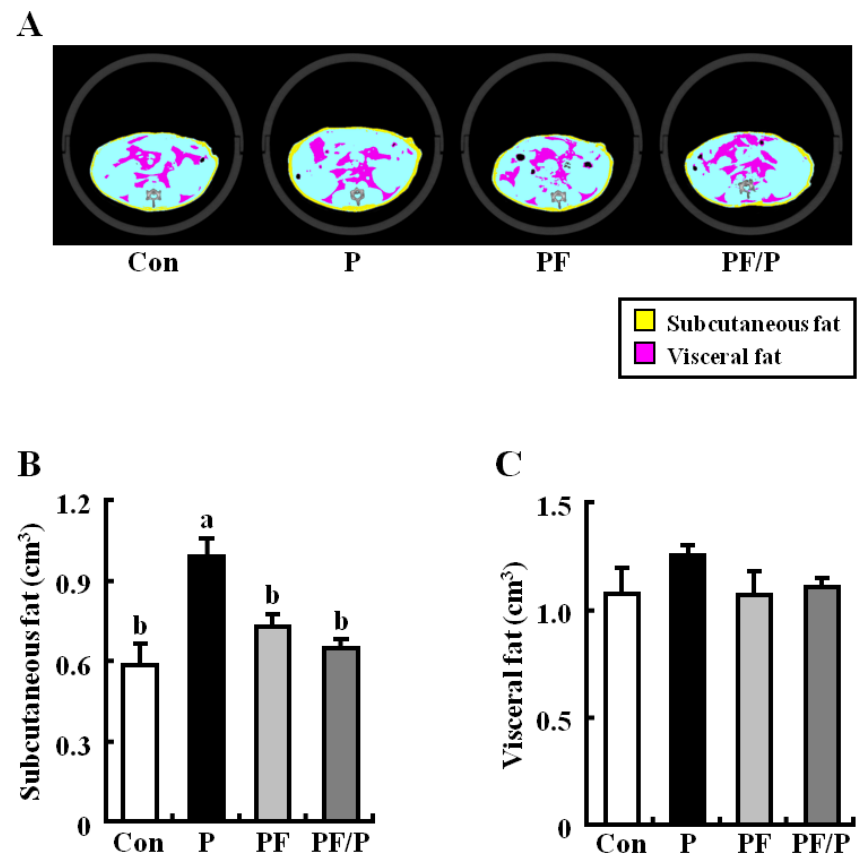 A
Con P PF PF/P
Subcutaneous fat
Visceral fat
B
Subcutaneous fat (cm³)
1.2
0.9
0.6
0.3
0
b
a
b
b
Con P PF PF/P
C
Visceral fat (cm³)
1.5
1.0
0.5
0
Con P PF PF/P